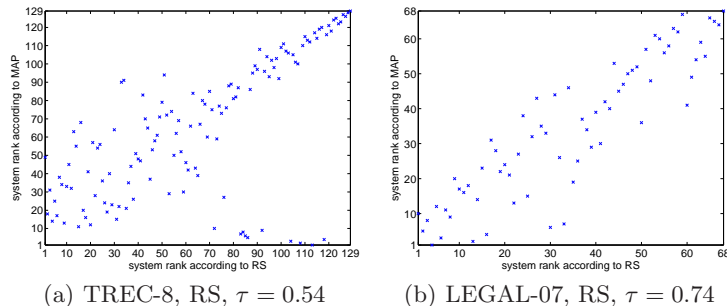 129
120
110
100
90
80
70
60
50
40
30
20
10
1
system rank according to MAP
1 10 20 30 40 50 60 70 80 90 100 110 120 129
system rank according to RS
(a) TREC-8, RS, τ = 0.54
68
60
50
40
30
20
10
1
system rank according to MAP
1 10 20 30 40 50 60 68
system rank according to RS
(b) LEGAL-07, RS, τ = 0.74